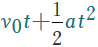 v₀t + ½at²